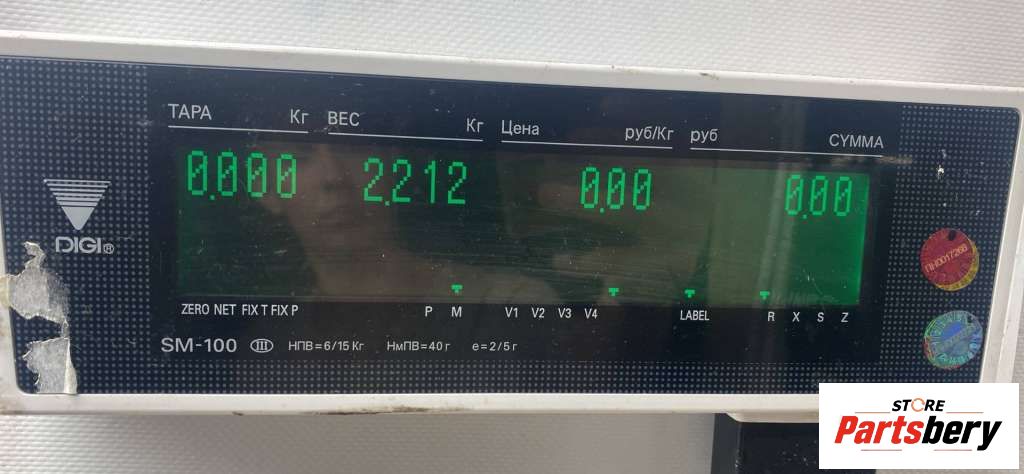 ТАРА Кг ВЕС Кг Цена руб/Кг руб СУММА
0.000 2.212 0.00 0.00
DIGI®
ZERO NET FIX T FIX P P M V1 V2 V3 V4 LABEL R X S Z
SM-100 III НПВ=6/15 Кг НмПВ=40 г e=2/5 г
ПН0017268
STORE
Partsbery